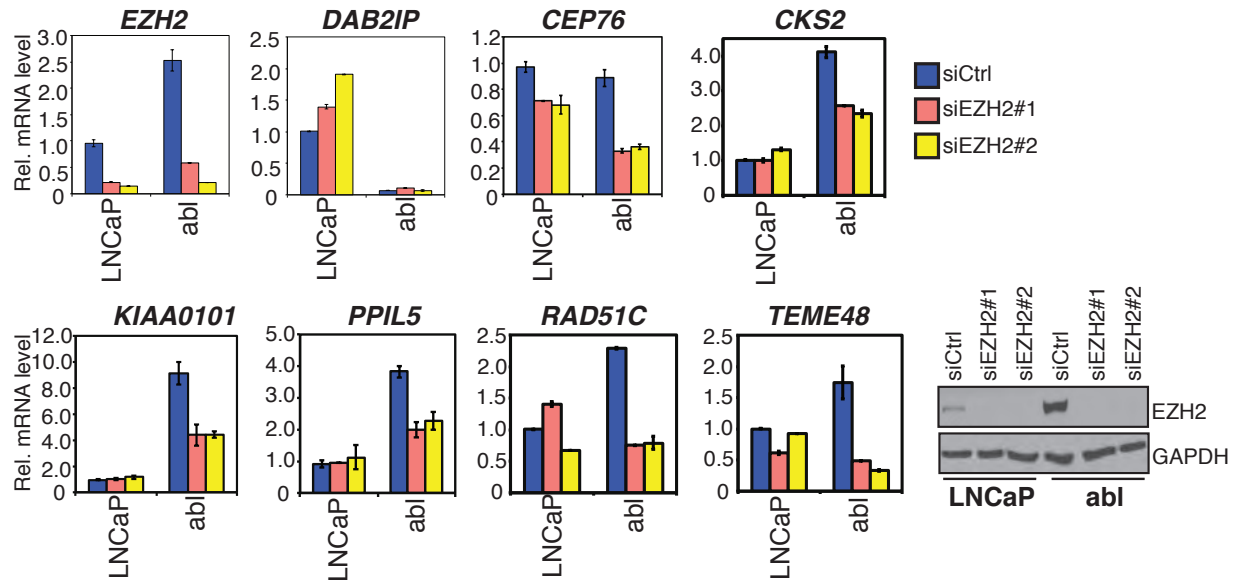 EZH2 DAB2IP CEP76 CKS2
Rel. mRNA level
3.0
2.5
2.0
1.5
1.0
0.5
0
LNCaP
abl
2.5
2.0
1.5
1.0
0.5
0
LNCaP
abl
1.2
1.0
0.8
0.6
0.4
0.2
0
LNCaP
abl
4.0
3.0
2.0
1.0
0
LNCaP
abl
siCtrl
siEZH2#1
siEZH2#2
KIAA0101 PPIL5 RAD51C TEME48
Rel. mRNA level
12.0
10.0
8.0
6.0
4.0
2.0
0
LNCaP
abl
5.0
4.0
3.0
2.0
1.0
0
LNCaP
abl
2.5
2.0
1.5
1.0
0.5
0
LNCaP
abl
2.5
2.0
1.5
1.0
0.5
0
LNCaP
abl
siCtrl
siEZH2#1
siEZH2#2
siCtrl
siEZH2#1
siEZH2#2
EZH2
GAPDH
LNCaP abl